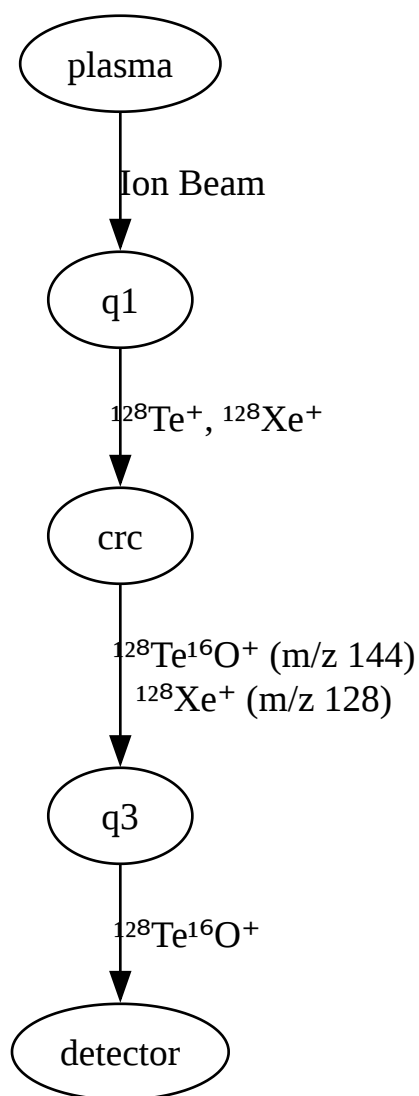 plasma
Ion Beam
q1
¹²⁸Te⁺, ¹²⁸Xe⁺
crc
¹²⁸Te¹⁶O⁺ (m/z 144)
¹²⁸Xe⁺ (m/z 128)
q3
¹²⁸Te¹⁶O⁺
detector